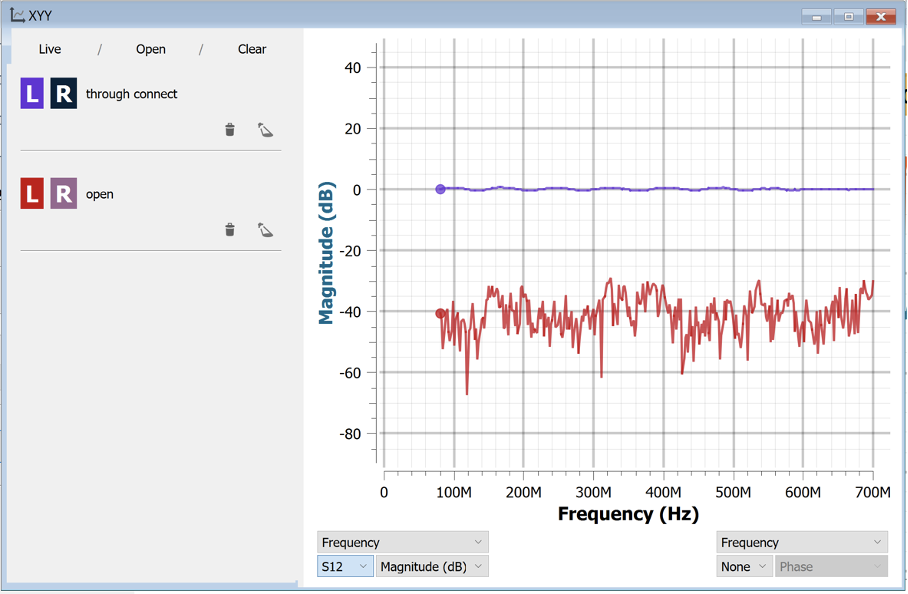 XYY
Live / Open / Clear
L R through connect
L R open
Magnitude (dB)
40
20
0
-20
-40
-60
-80
0 100M 200M 300M 400M 500M 600M 700M
Frequency (Hz)
Frequency
S12 Magnitude (dB)
Frequency
None Phase